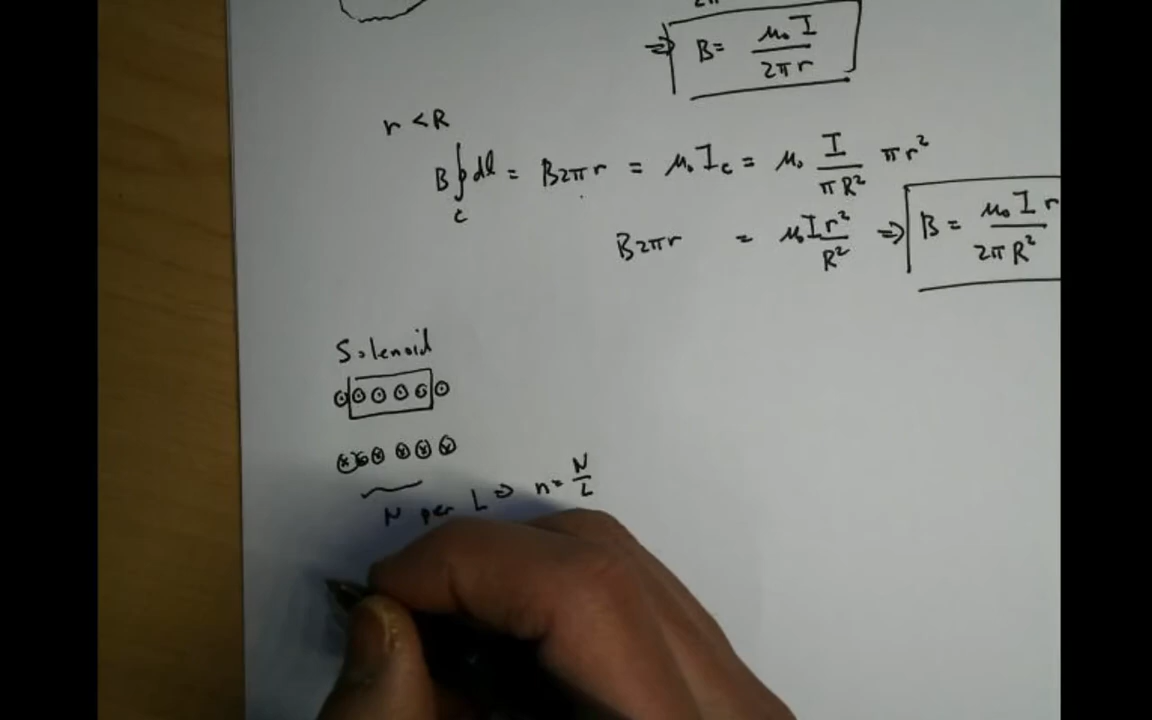 B = μ₀I / 2πr
r < R
B∮dl = B2πr = μ₀I_c = μ₀ I/πR² πr²
c
B2πr = μ₀Ir²/R² ⇒ B = μ₀Ir / 2πR²
Solenoid
N per L ⇒ n = N/L